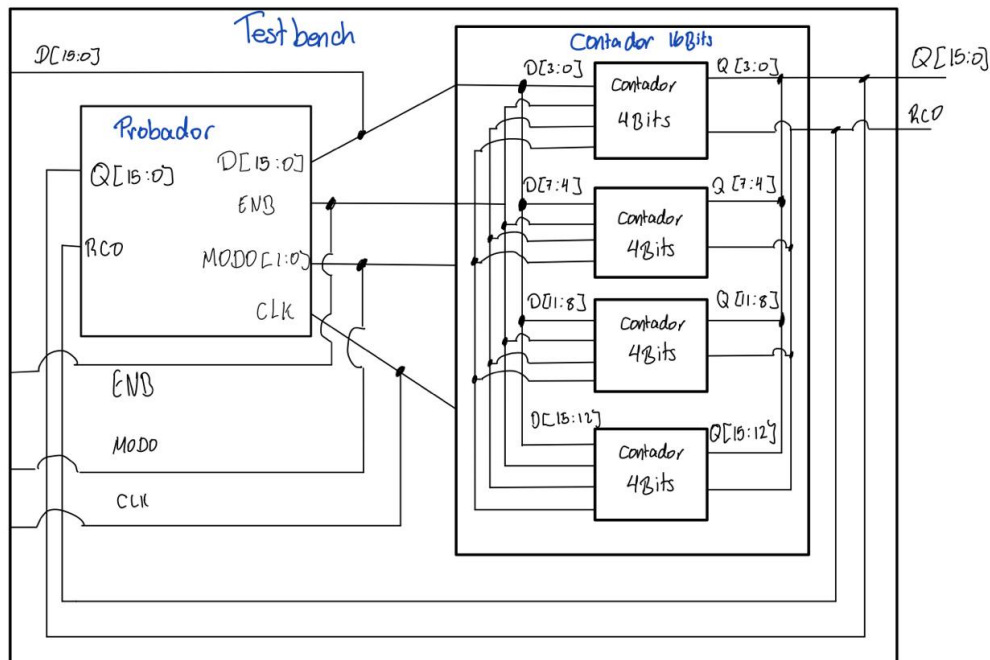 Testbench
D[15:0]
Probador
Q[15:0]
RCO
D[15:0]
ENB
MODO[1:0]
CLK
ENB
MODO
CLK
Contador 16Bits
D[3:0]
Contador
4Bits
Q[3:0]
D[7:4]
Contador
4Bits
Q[7:4]
D[11:8]
Contador
4Bits
Q[11:8]
D[15:12]
Contador
4Bits
Q[15:12]
Q[15:0]
RCO